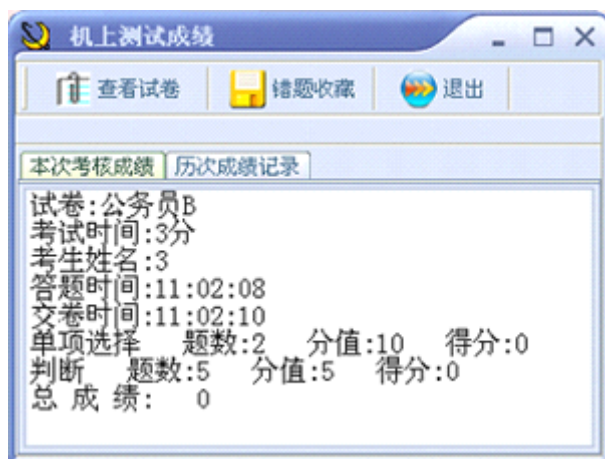 机上测试成绩
查看试卷 错题收藏 退出
本次考核成绩 历次成绩记录
试卷:公务员B
考试时间:3分
考生姓名:3
答题时间:11:02:08
交卷时间:11:02:10
单项选择 题数:2 分值:10 得分:0
判断 题数:5 分值:5 得分:0
总 成 绩: 0